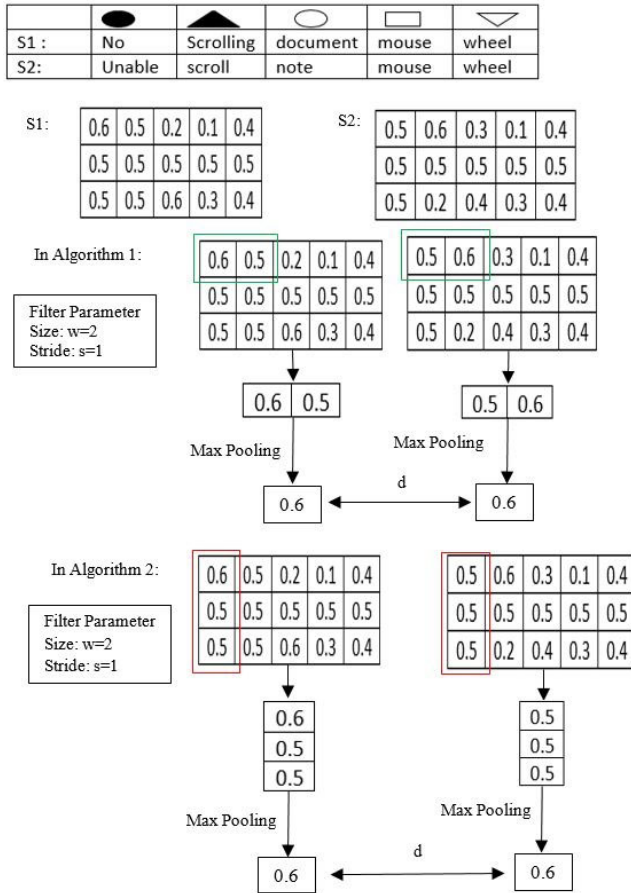 S1 : No Scrolling document mouse wheel
S2: Unable scroll note mouse wheel
S1:
0.6 0.5 0.2 0.1 0.4
0.5 0.5 0.5 0.5 0.5
0.5 0.5 0.6 0.3 0.4
S2:
0.5 0.6 0.3 0.1 0.4
0.5 0.5 0.5 0.5 0.5
0.5 0.2 0.4 0.3 0.4
In Algorithm 1:
Filter Parameter
Size: w=2
Stride: s=1
0.6 0.5 0.2 0.1 0.4
0.5 0.5 0.5 0.5 0.5
0.5 0.5 0.6 0.3 0.4
0.5 0.6 0.3 0.1 0.4
0.5 0.5 0.5 0.5 0.5
0.5 0.2 0.4 0.3 0.4
0.6 0.5
0.5 0.6
Max Pooling
Max Pooling
0.6
d
0.6
In Algorithm 2:
Filter Parameter
Size: w=2
Stride: s=1
0.6 0.5 0.2 0.1 0.4
0.5 0.5 0.5 0.5 0.5
0.5 0.5 0.6 0.3 0.4
0.5 0.6 0.3 0.1 0.4
0.5 0.5 0.5 0.5 0.5
0.5 0.2 0.4 0.3 0.4
0.6
0.5
0.5
0.5
0.5
0.5
Max Pooling
Max Pooling
0.6
d
0.6